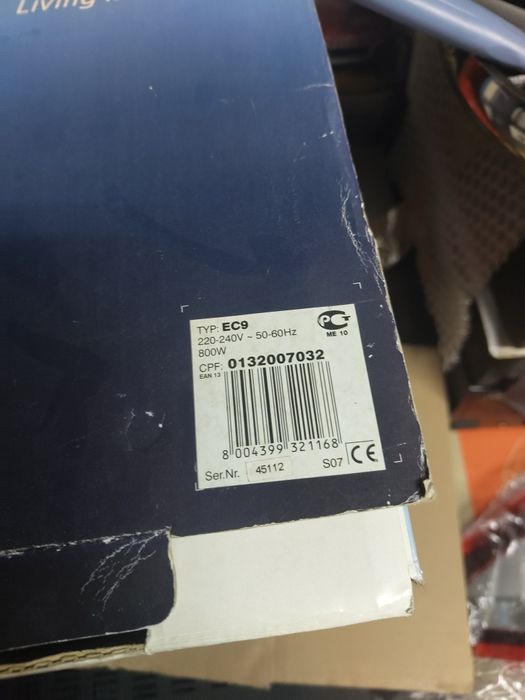 Living
TYP: EC9
220-240V ~ 50-60Hz
800W
ME 10
CPF: 0132007032
EAN 13
8 004399 321168
Ser.Nr. 45112 S07 CE